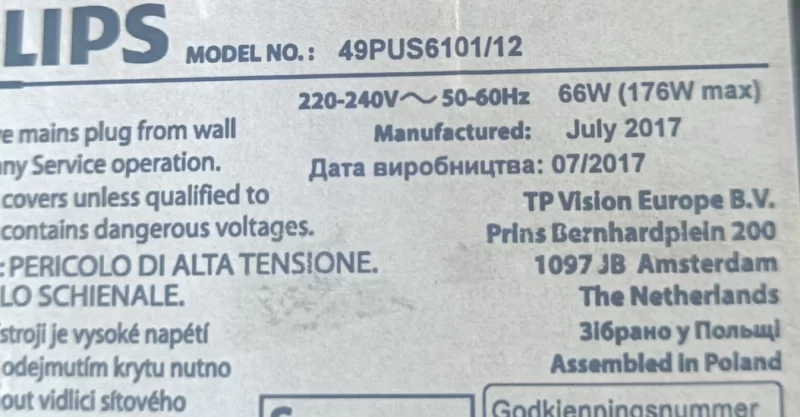 LIPS MODEL NO.: 49PUS6101/12
220-240V~50-60Hz 66W (176W max)
e mains plug from wall Manufactured: July 2017
ny Service operation. Дата виробництва: 07/2017
covers unless qualified to TP Vision Europe B.V.
contains dangerous voltages. Prins Bernhardplein 200
: PERICOLO DI ALTA TENSIONE. 1097 JB Amsterdam
LO SCHIENALE. The Netherlands
stroji je vysoké napětí Зібрано у Польщі
odejmutím krytu nutno Assembled in Poland
out vidlici síťového
Godkjenningsnummer